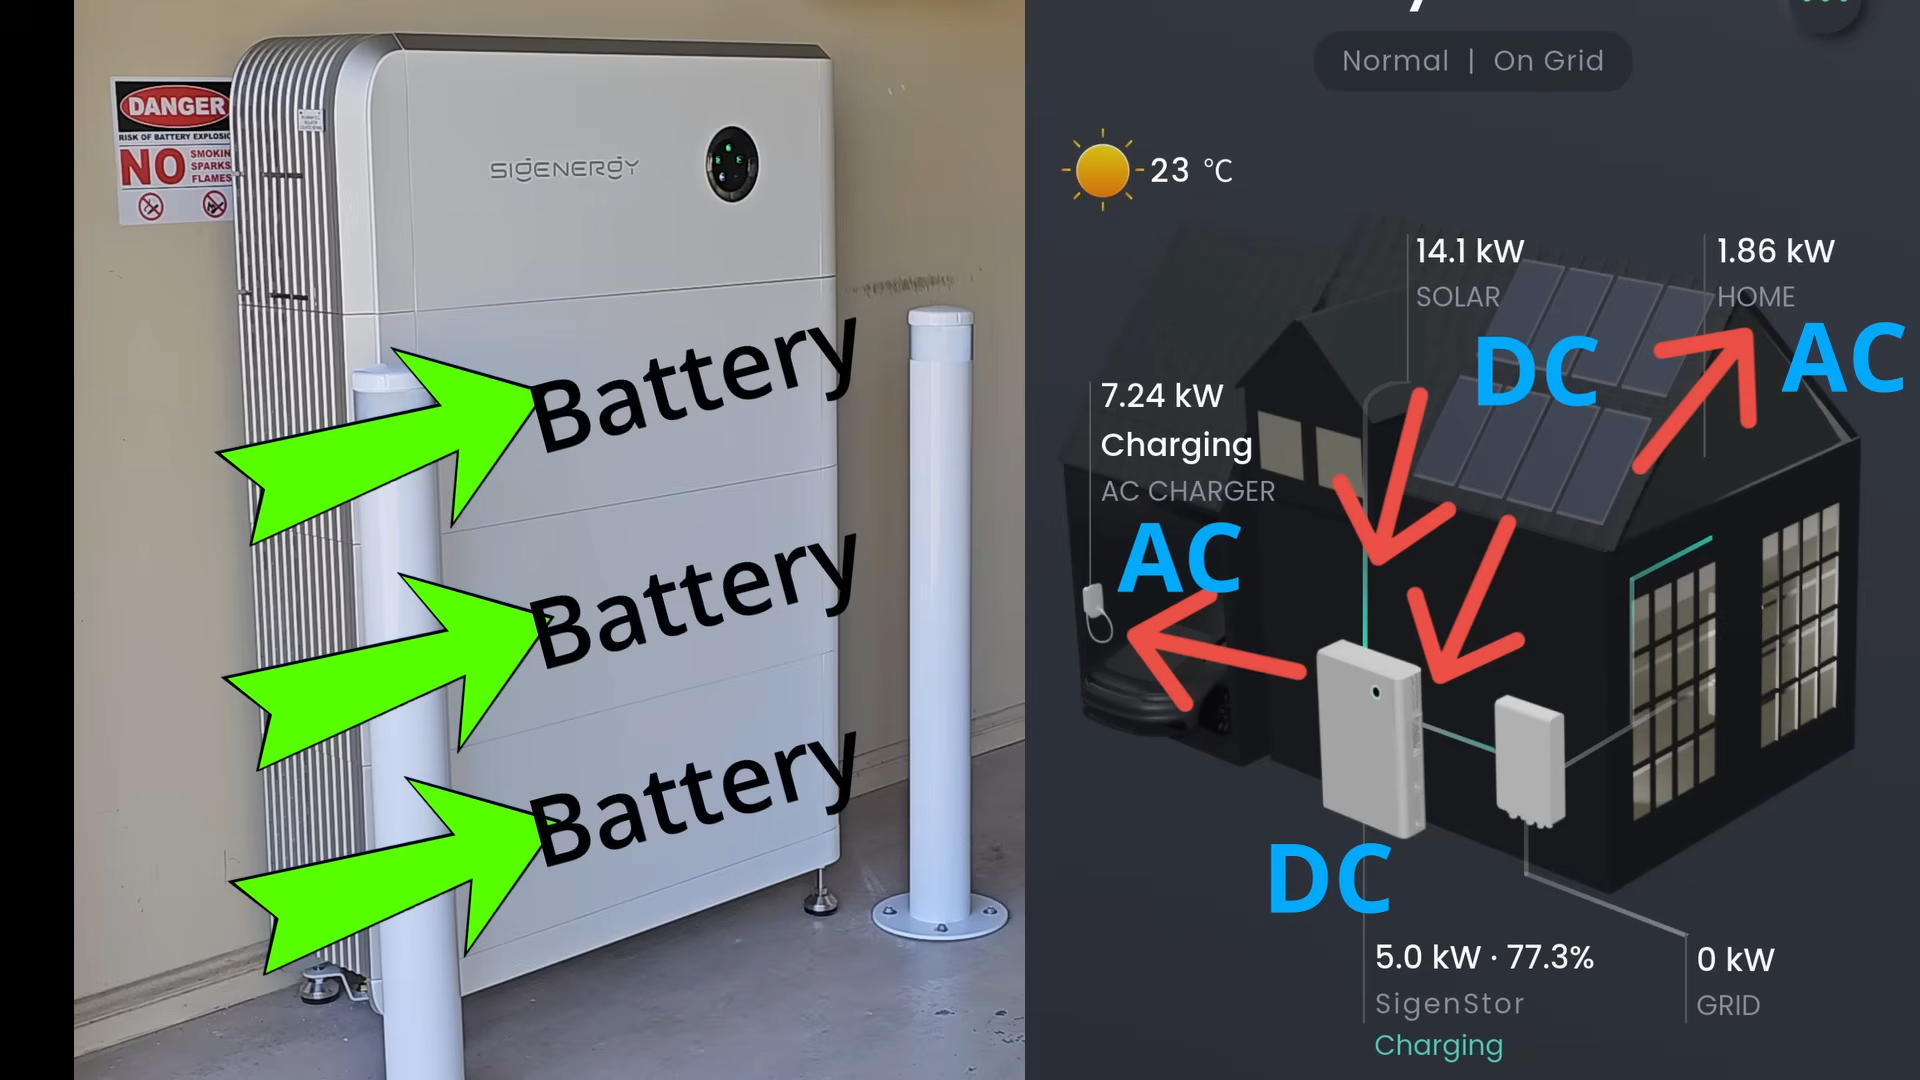 DANGER
RISK OF BATTERY EXPLOSIO
NO
SMOKIN
SPARKS
FLAMES
SIGENERGY
Battery
Battery
Battery
Normal | On Grid
23 °C
14.1 kW
SOLAR
DC
1.86 kW
HOME
AC
7.24 kW
Charging
AC CHARGER
AC
DC
5.0 kW · 77.3%
SigenStor
Charging
0 kW
GRID